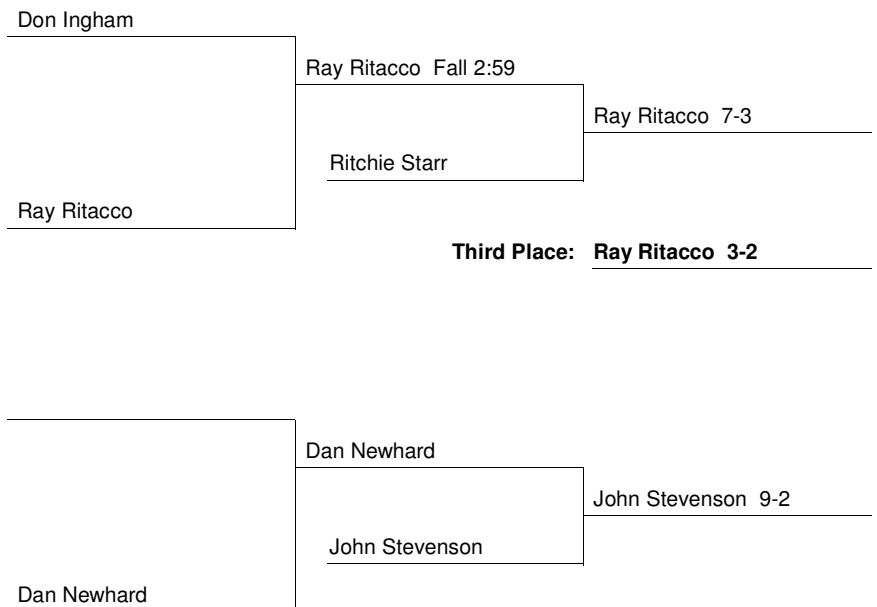 Don Ingham
Ray Ritacco  Fall 2:59
Ray Ritacco  7-3
Ritchie Starr
Ray Ritacco
Third Place:  Ray Ritacco  3-2
Dan Newhard
John Stevenson  9-2
John Stevenson
Dan Newhard